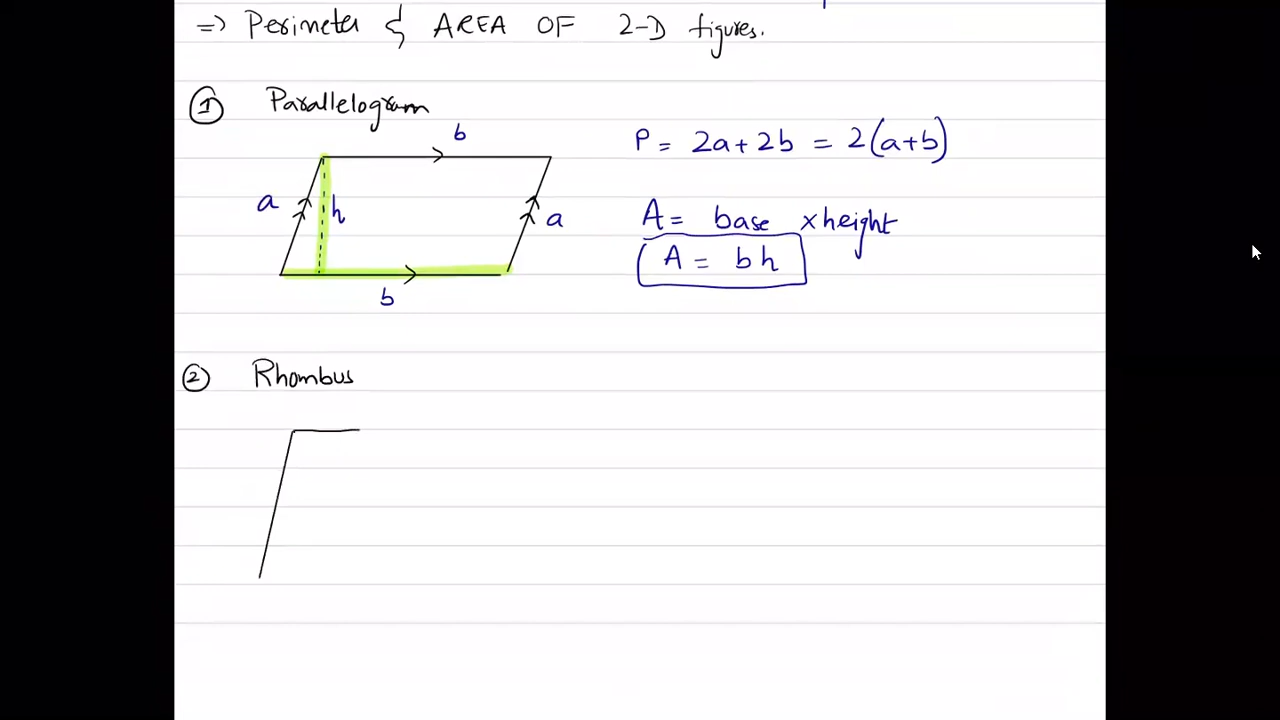 => Perimeter & AREA OF 2-D figures.
① Parallelogram
b
P = 2a + 2b = 2(a+b)
a
h
a
A = base x height
A = bh
b
② Rhombus